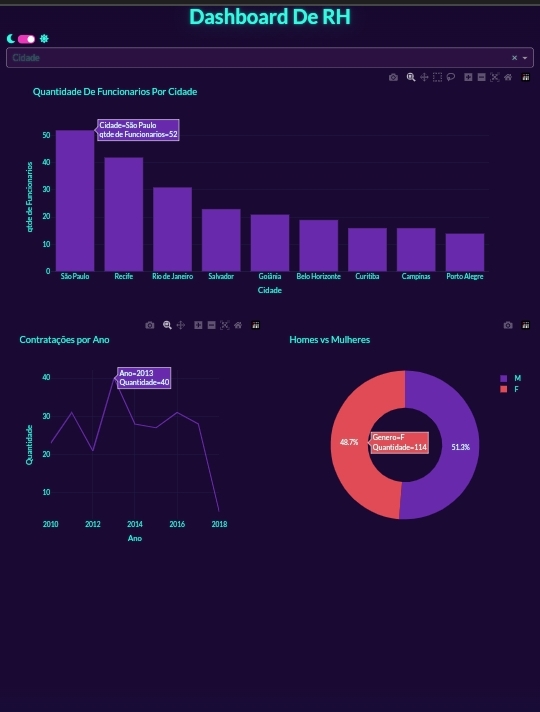 Dashboard De RH
Cidade
Quantidade De Funcionarios Por Cidade
Cidade=São Paulo
qtde de Funcionarios=52
50
40
30
20
10
0
qtde de Funcionarios
São Paulo Recife Rio de Janeiro Salvador Goiânia Belo Horizonte Curitiba Campinas Porto Alegre
Cidade
Contratações por Ano
Ano=2013
Quantidade=40
40
30
20
10
Quantidade
2010 2012 2014 2016 2018
Ano
Homes vs Mulheres
M
F
48.7%
Genero=F
Quantidade=114
51.3%